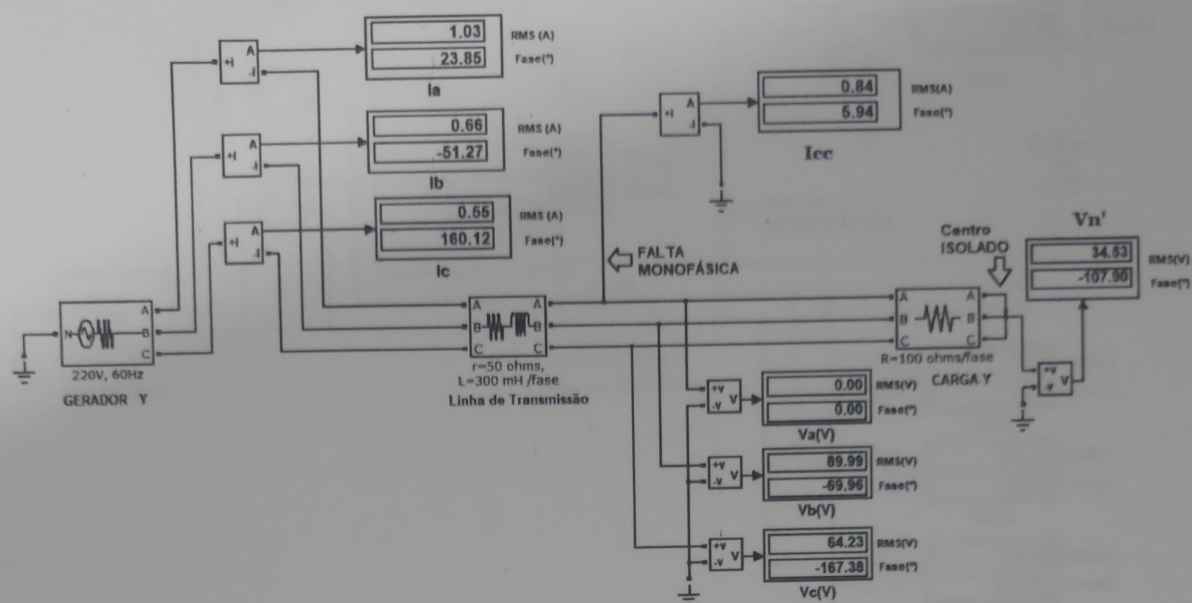 1.03
RMS (A)
23.85
Fase(°)
Ia
A
+i
-i
0.66
RMS (A)
-51.27
Fase(°)
Ib
A
+i
-i
0.55
RMS (A)
160.12
Fase(°)
Ic
A
+i
-i
0.84
RMS(A)
5.94
Fase(°)
Icc
A
+i
-i
FALTA
MONOFÁSICA
Centro
ISOLADO
Vn'
34.53
RMS(V)
-107.90
Fase(°)
N
A
B
C
220V, 60Hz
GERADOR Y
A A
B B
C C
r=50 ohms,
L=300 mH /fase
Linha de Transmissão
A A
B B
C C
R=100 ohms/fase
CARGA Y
+v
-v
V
+v
-v
V
0.00
RMS(V)
0.00
Fase(°)
Va(V)
+v
-v
V
89.99
RMS(V)
-69.96
Fase(°)
Vb(V)
+v
-v
V
64.23
RMS(V)
-167.38
Fase(°)
Vc(V)